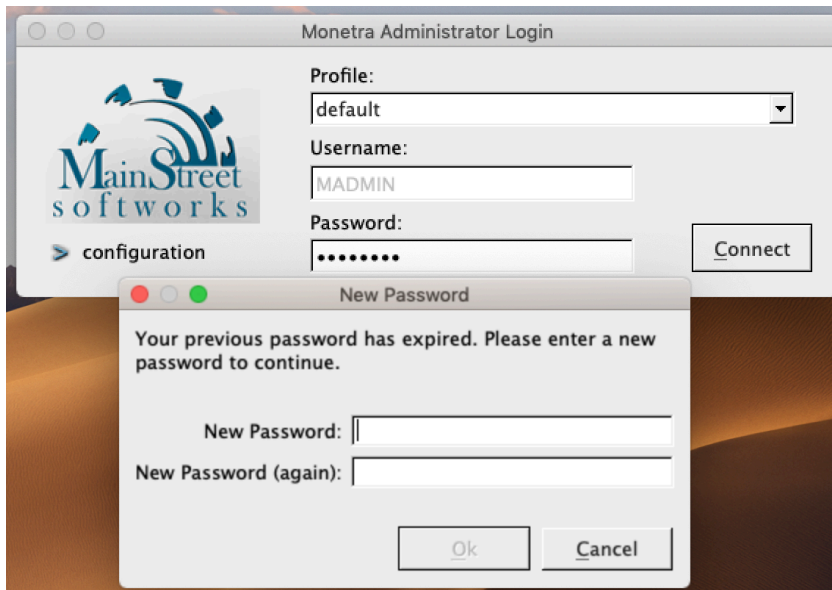 Monetra Administrator Login
Profile:
default
Username:
MADMIN
Password:
••••••••
MainStreet
softworks
configuration
Connect
New Password
Your previous password has expired. Please enter a new
password to continue.
New Password:
New Password (again):
Ok
Cancel